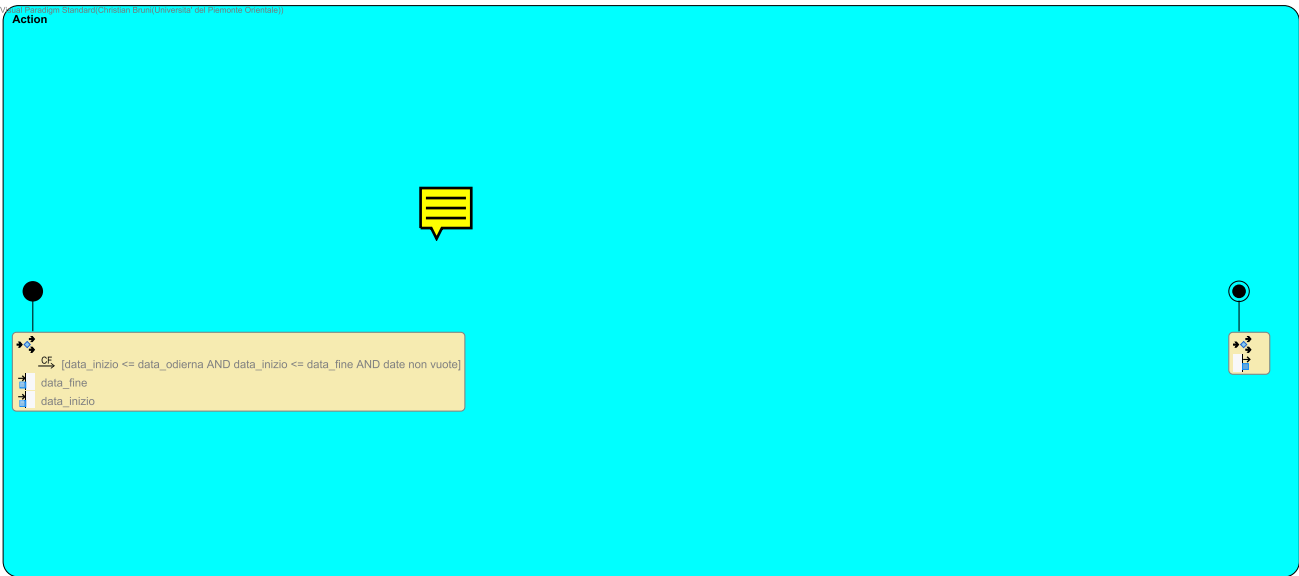 Visual Paradigm Standard(Christian Bruni(Universita' del Piemonte Orientale))
Action
CF
[data_inizio <= data_odierna AND data_inizio <= data_fine AND date non vuote]
data_fine
data_inizio